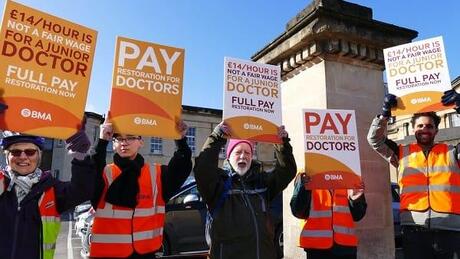 £14/HOUR IS
NOT A FAIR WAGE
FOR A JUNIOR
DOCTOR
FULL PAY
RESTORATION NOW
BMA
PAY
RESTORATION FOR
DOCTORS
BMA
£14/HOUR IS
NOT A FAIR WAGE
FOR A JUNIOR
DOCTOR
FULL PAY
RESTORATION NOW
BMA
PAY
RESTORATION FOR
DOCTORS
BMA
£14/HOUR IS
NOT A FAIR WAGE
FOR A JUNIOR
DOCTOR
FULL PAY
RESTORATION NOW
BMA